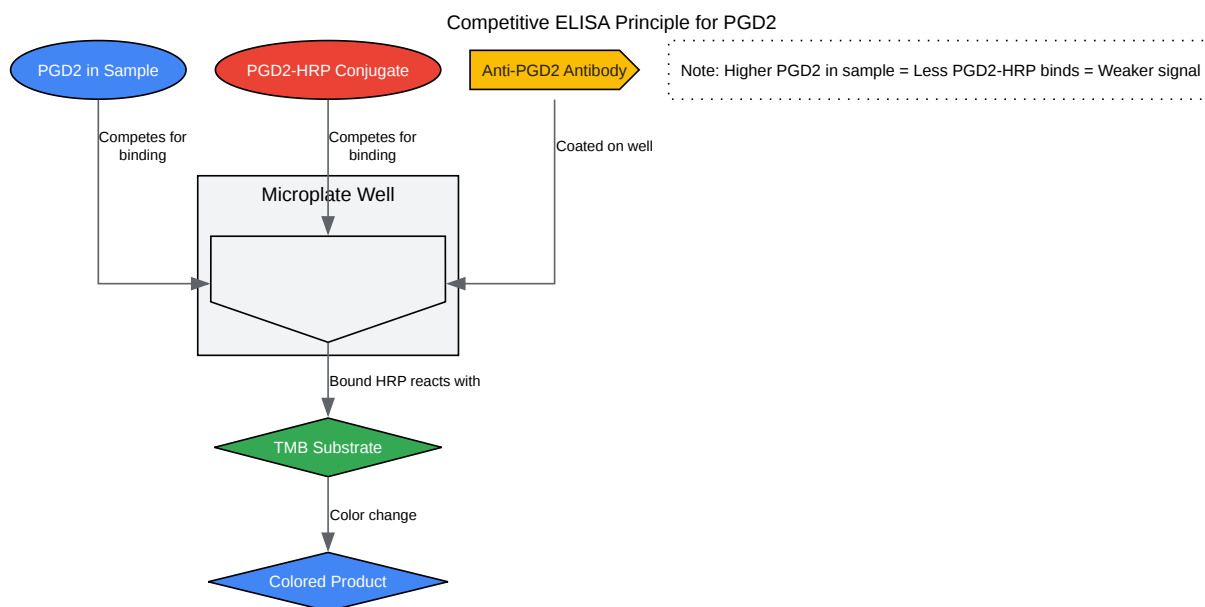 Competitive ELISA Principle for PGD2
PGD2 in Sample
PGD2-HRP Conjugate
Anti-PGD2 Antibody
Note: Higher PGD2 in sample = Less PGD2-HRP binds = Weaker signal
Competes for
binding
Competes for
binding
Coated on well
Microplate Well
Bound HRP reacts with
TMB Substrate
Color change
Colored Product